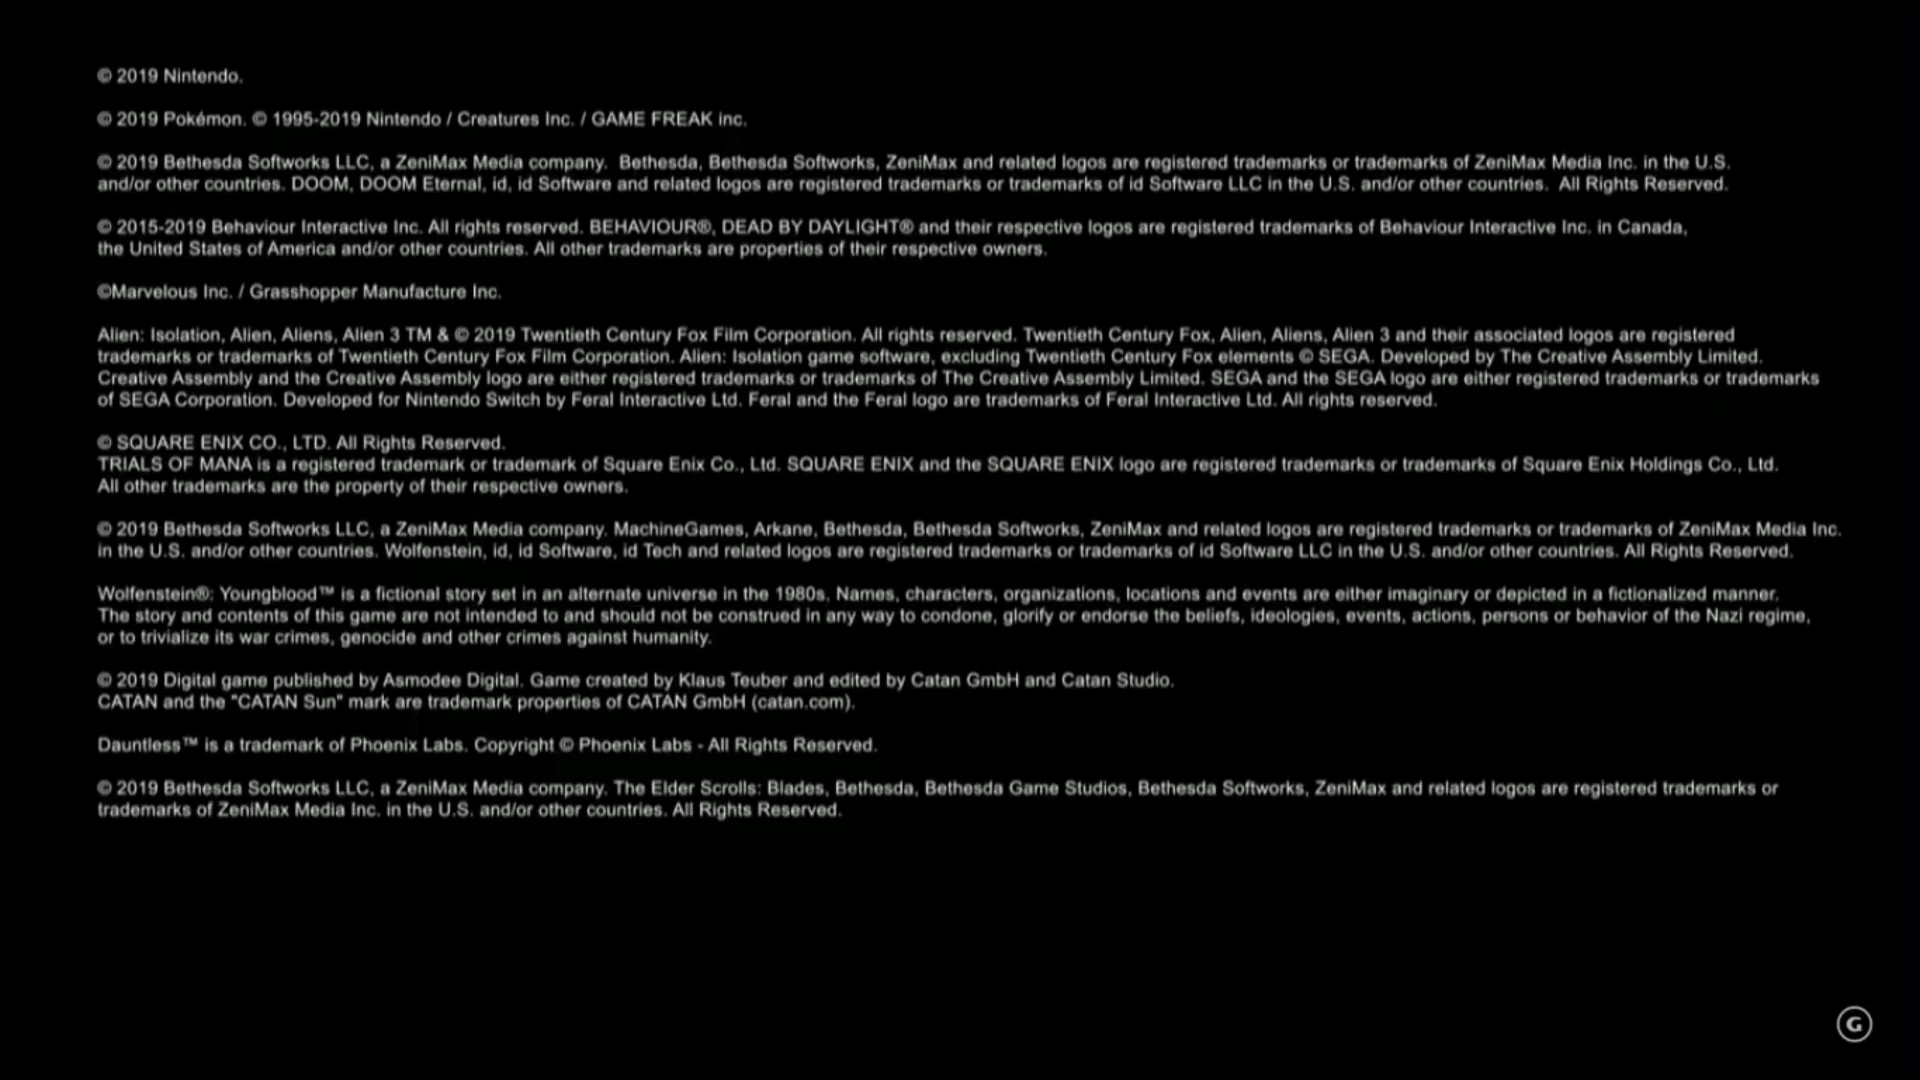 © 2019 Nintendo.
© 2019 Pokémon. © 1995-2019 Nintendo / Creatures Inc. / GAME FREAK inc.
© 2019 Bethesda Softworks LLC, a ZeniMax Media company.  Bethesda, Bethesda Softworks, ZeniMax and related logos are registered trademarks or trademarks of ZeniMax Media Inc. in the U.S.
and/or other countries. DOOM, DOOM Eternal, id, id Software and related logos are registered trademarks or trademarks of id Software LLC in the U.S. and/or other countries.  All Rights Reserved.
© 2015-2019 Behaviour Interactive Inc. All rights reserved. BEHAVIOUR®, DEAD BY DAYLIGHT® and their respective logos are registered trademarks of Behaviour Interactive Inc. in Canada,
the United States of America and/or other countries. All other trademarks are properties of their respective owners.
©Marvelous Inc. / Grasshopper Manufacture Inc.
Alien: Isolation, Alien, Aliens, Alien 3 TM & © 2019 Twentieth Century Fox Film Corporation. All rights reserved. Twentieth Century Fox, Alien, Aliens, Alien 3 and their associated logos are registered
trademarks or trademarks of Twentieth Century Fox Film Corporation. Alien: Isolation game software, excluding Twentieth Century Fox elements © SEGA. Developed by The Creative Assembly Limited.
Creative Assembly and the Creative Assembly logo are either registered trademarks or trademarks of The Creative Assembly Limited. SEGA and the SEGA logo are either registered trademarks or trademarks
of SEGA Corporation. Developed for Nintendo Switch by Feral Interactive Ltd. Feral and the Feral logo are trademarks of Feral Interactive Ltd. All rights reserved.
© SQUARE ENIX CO., LTD. All Rights Reserved.
TRIALS OF MANA is a registered trademark or trademark of Square Enix Co., Ltd. SQUARE ENIX and the SQUARE ENIX logo are registered trademarks or trademarks of Square Enix Holdings Co., Ltd.
All other trademarks are the property of their respective owners.
© 2019 Bethesda Softworks LLC, a ZeniMax Media company. MachineGames, Arkane, Bethesda, Bethesda Softworks, ZeniMax and related logos are registered trademarks or trademarks of ZeniMax Media Inc.
in the U.S. and/or other countries. Wolfenstein, id, id Software, id Tech and related logos are registered trademarks or trademarks of id Software LLC in the U.S. and/or other countries. All Rights Reserved.
Wolfenstein®: Youngblood™ is a fictional story set in an alternate universe in the 1980s. Names, characters, organizations, locations and events are either imaginary or depicted in a fictionalized manner.
The story and contents of this game are not intended to and should not be construed in any way to condone, glorify or endorse the beliefs, ideologies, events, actions, persons or behavior of the Nazi regime,
or to trivialize its war crimes, genocide and other crimes against humanity.
© 2019 Digital game published by Asmodee Digital. Game created by Klaus Teuber and edited by Catan GmbH and Catan Studio.
CATAN and the "CATAN Sun" mark are trademark properties of CATAN GmbH (catan.com).
Dauntless™ is a trademark of Phoenix Labs. Copyright © Phoenix Labs - All Rights Reserved.
© 2019 Bethesda Softworks LLC, a ZeniMax Media company. The Elder Scrolls: Blades, Bethesda, Bethesda Game Studios, Bethesda Softworks, ZeniMax and related logos are registered trademarks or
trademarks of ZeniMax Media Inc. in the U.S. and/or other countries. All Rights Reserved.
G